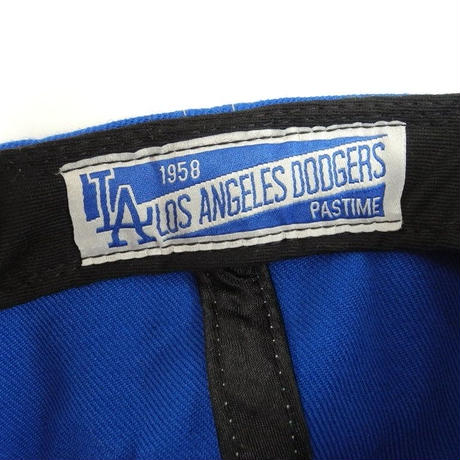 1958
LA LOS ANGELES DODGERS
PASTIME